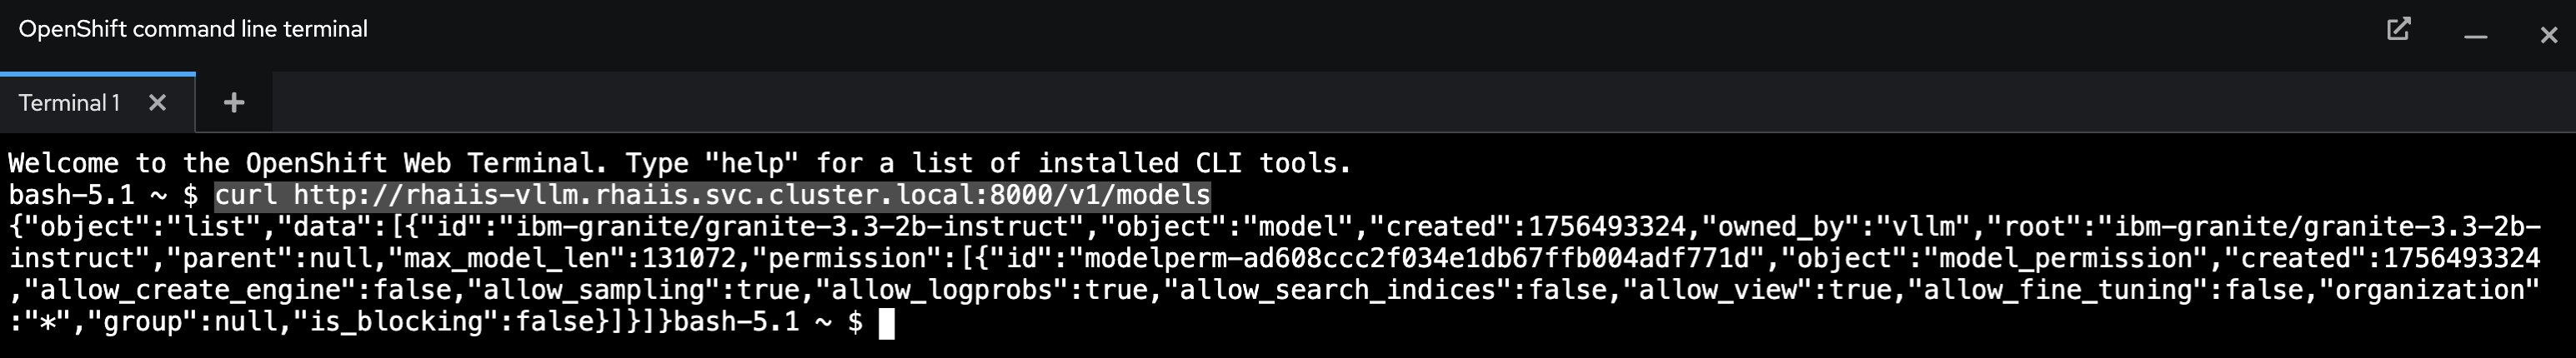 OpenShift command line terminal
Terminal 1
Welcome to the OpenShift Web Terminal. Type "help" for a list of installed CLI tools.
bash-5.1 ~ $ curl http://rhaiis-vllm.rhaiis.svc.cluster.local:8000/v1/models
{"object":"list","data":[{"id":"ibm-granite/granite-3.3-2b-instruct","object":"model","created":1756493324,"owned_by":"vllm","root":"ibm-granite/granite-3.3-2b-
instruct","parent":null,"max_model_len":131072,"permission":[{"id":"modelperm-ad608ccc2f034e1db67ffb004adf771d","object":"model_permission","created":1756493324
,"allow_create_engine":false,"allow_sampling":true,"allow_logprobs":true,"allow_search_indices":false,"allow_view":true,"allow_fine_tuning":false,"organization"
:"*","group":null,"is_blocking":false}]}]}bash-5.1 ~ $